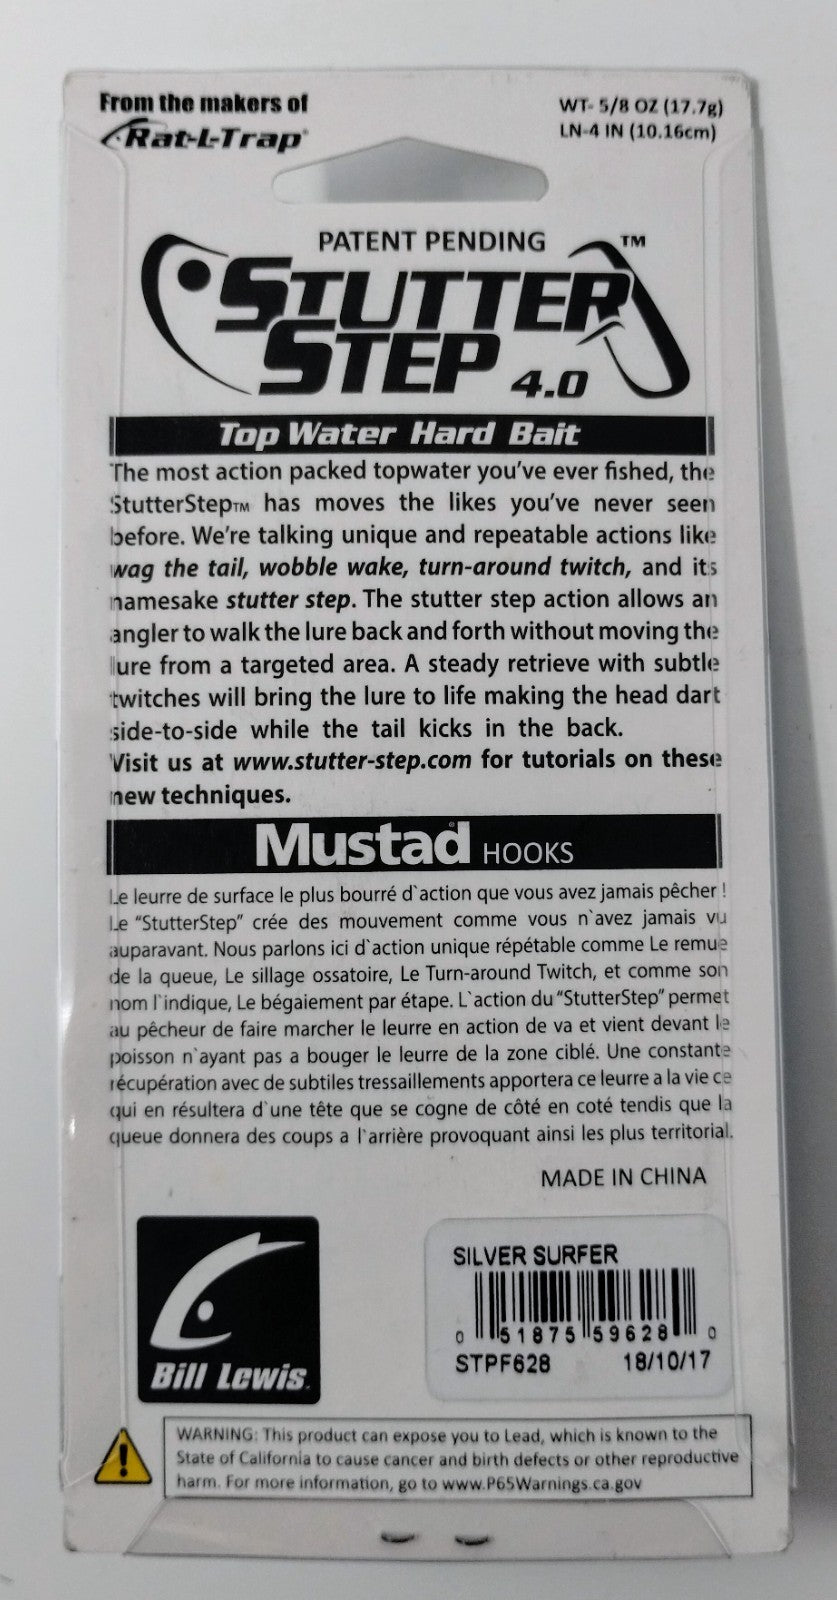 From the makers of
Rat-L-Trap®
WT- 5/8 OZ (17.7g)
LN-4 IN (10.16cm)
PATENT PENDING
STUTTER™
STEP 4.0
Top Water Hard Bait
The most action packed topwater you've ever fished, the
StutterStep™ has moves the likes you've never seen
before. We're talking unique and repeatable actions like
wag the tail, wobble wake, turn-around twitch, and its
namesake stutter step. The stutter step action allows an
angler to walk the lure back and forth without moving the
lure from a targeted area. A steady retrieve with subtle
twitches will bring the lure to life making the head dart
side-to-side while the tail kicks in the back.
Visit us at www.stutter-step.com for tutorials on these
new techniques.
Mustad® HOOKS
Le leurre de surface le plus bourré d`action que vous avez jamais pêcher !
Le “StutterStep” crée des mouvement comme vous n`avez jamais vu
auparavant. Nous parlons ici d`action unique répétable comme Le remue
de la queue, Le sillage ossatoire, Le Turn-around Twitch, et comme son
nom l`indique, Le bégaiement par étape. L`action du “StutterStep” permet
au pêcheur de faire marcher le leurre en action de va et vient devant le
poisson n`ayant pas a bouger le leurre de la zone ciblé. Une constante
récupération avec de subtiles tressaillements apportera ce leurre a la vie ce
qui en résultera d`une tête que se cogne de côté en coté tendis que la
queue donnera des coups a l`arrière provoquant ainsi les plus territorial.
MADE IN CHINA
Bill Lewis
SILVER SURFER
0 51875 59628 0
STPF628 18/10/17
WARNING: This product can expose you to Lead, which is known to the
State of California to cause cancer and birth defects or other reproductive
harm. For more information, go to www.P65Warnings.ca.gov